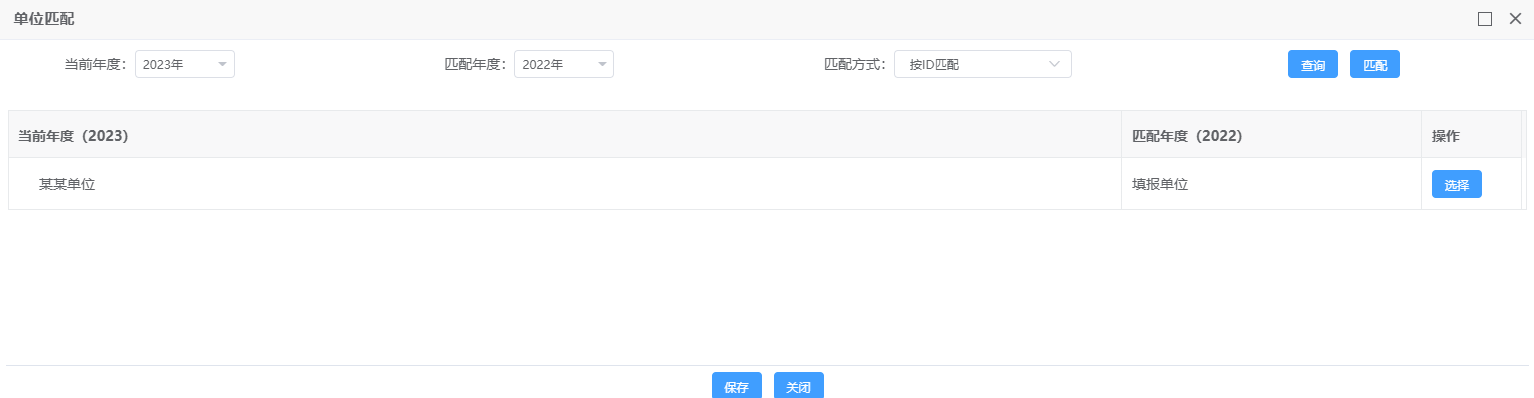 单位匹配
当前年度： 2023年 匹配年度： 2022年 匹配方式： 按ID匹配 查询 匹配
当前年度（2023） 匹配年度（2022） 操作
某某单位 填报单位 选择
保存 关闭